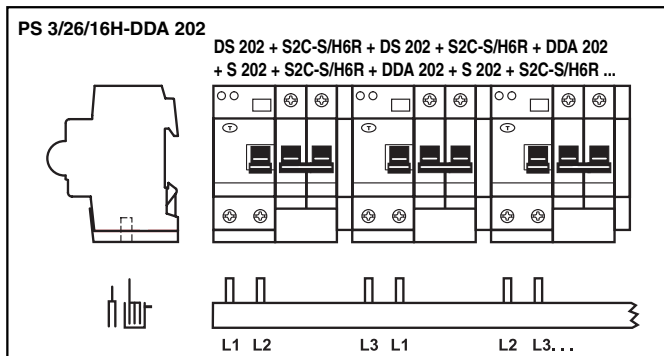 PS 3/26/16H-DDA 202
DS 202 + S2C-S/H6R + DS 202 + S2C-S/H6R + DDA 202
+ S 202 + S2C-S/H6R + DDA 202 + S 202 + S2C-S/H6R ...
T T T
L1 L2 L3 L1 L2 L3...